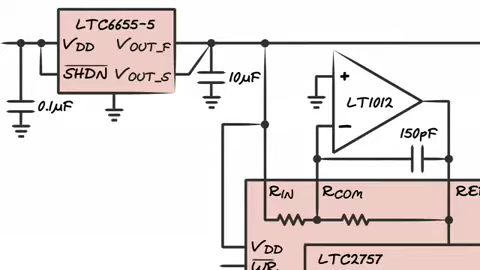 LTC6655-5
VDD VOUT_F
SHDN VOUT_S
0.1µF
10µF
+
LT1012
−
150pF
RIN RCOM
VDD
LTC2757